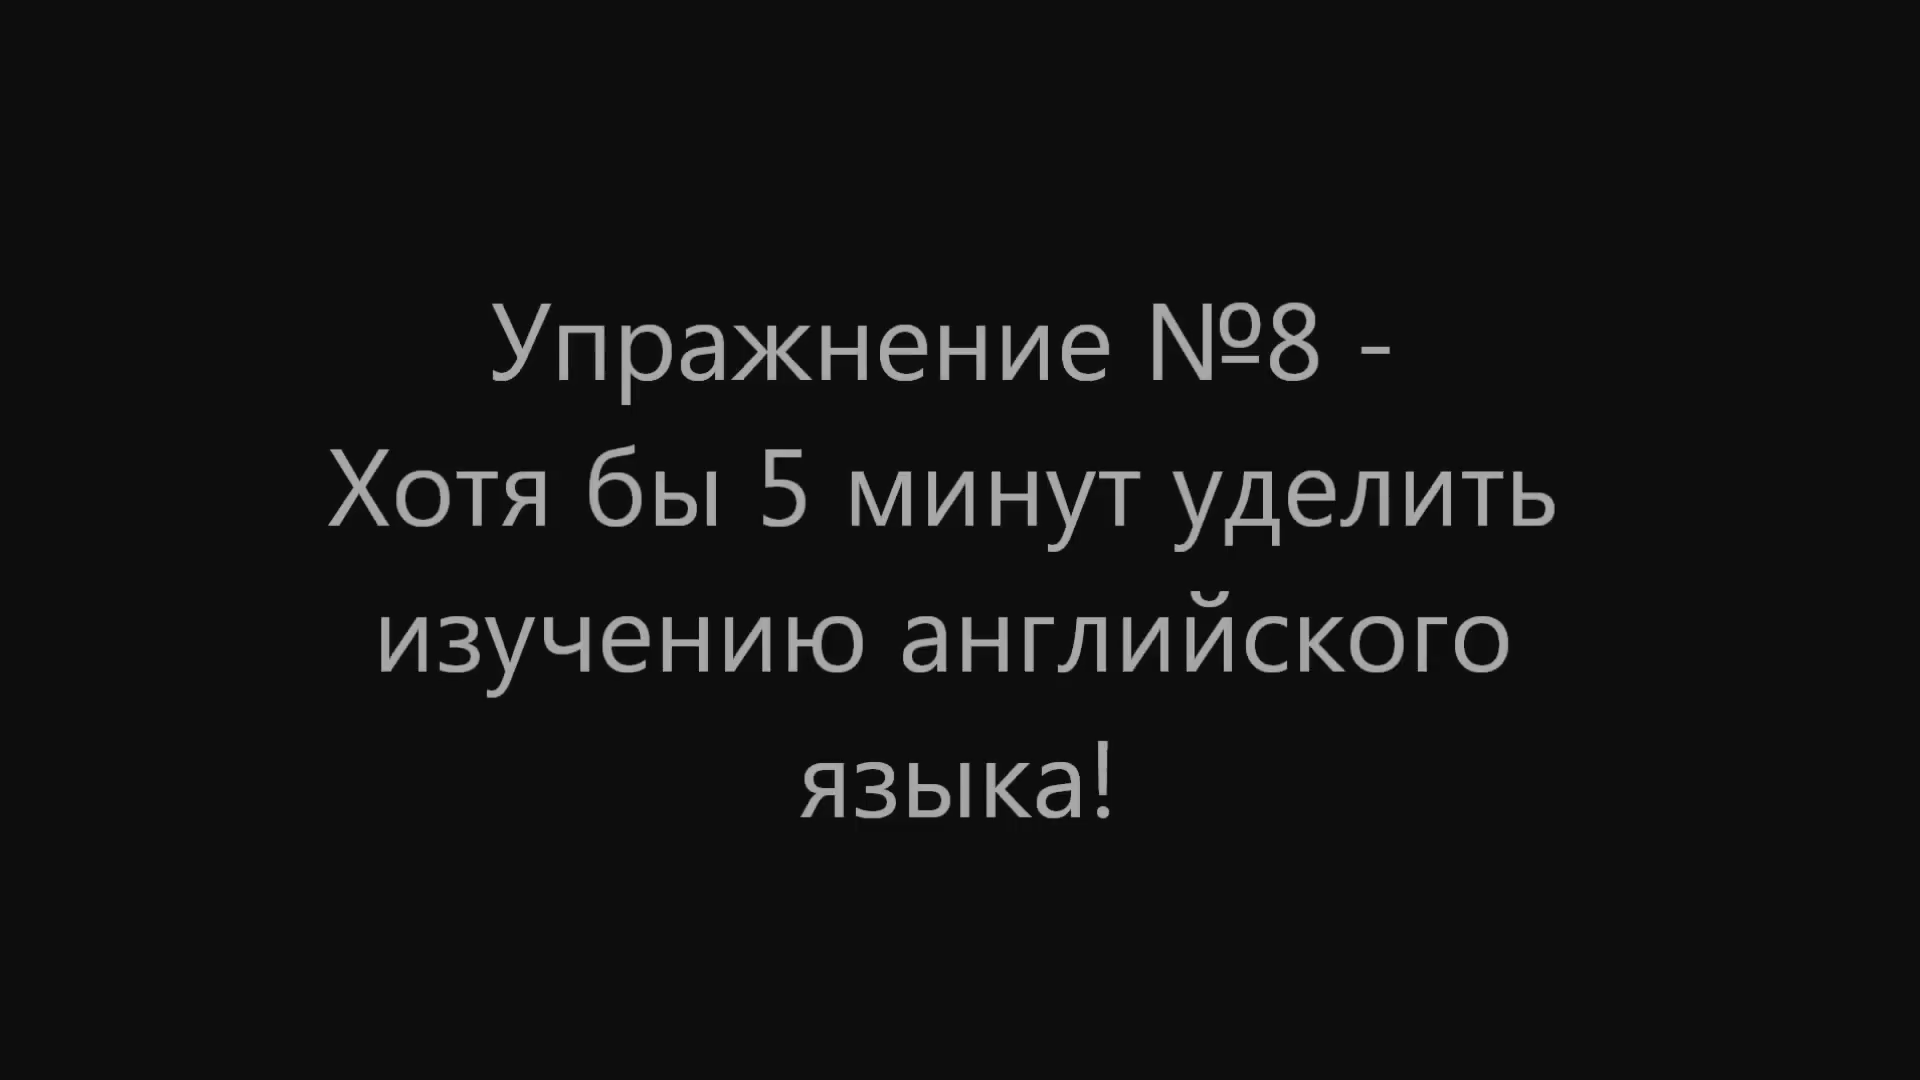 Упражнение №8 -
Хотя бы 5 минут уделить
изучению английского
языка!